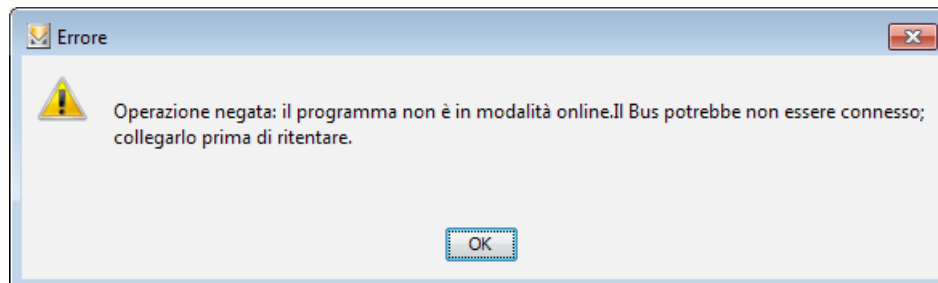 Errore
Operazione negata: il programma non è in modalità online.Il Bus potrebbe non essere connesso;
collegarlo prima di ritentare.
OK